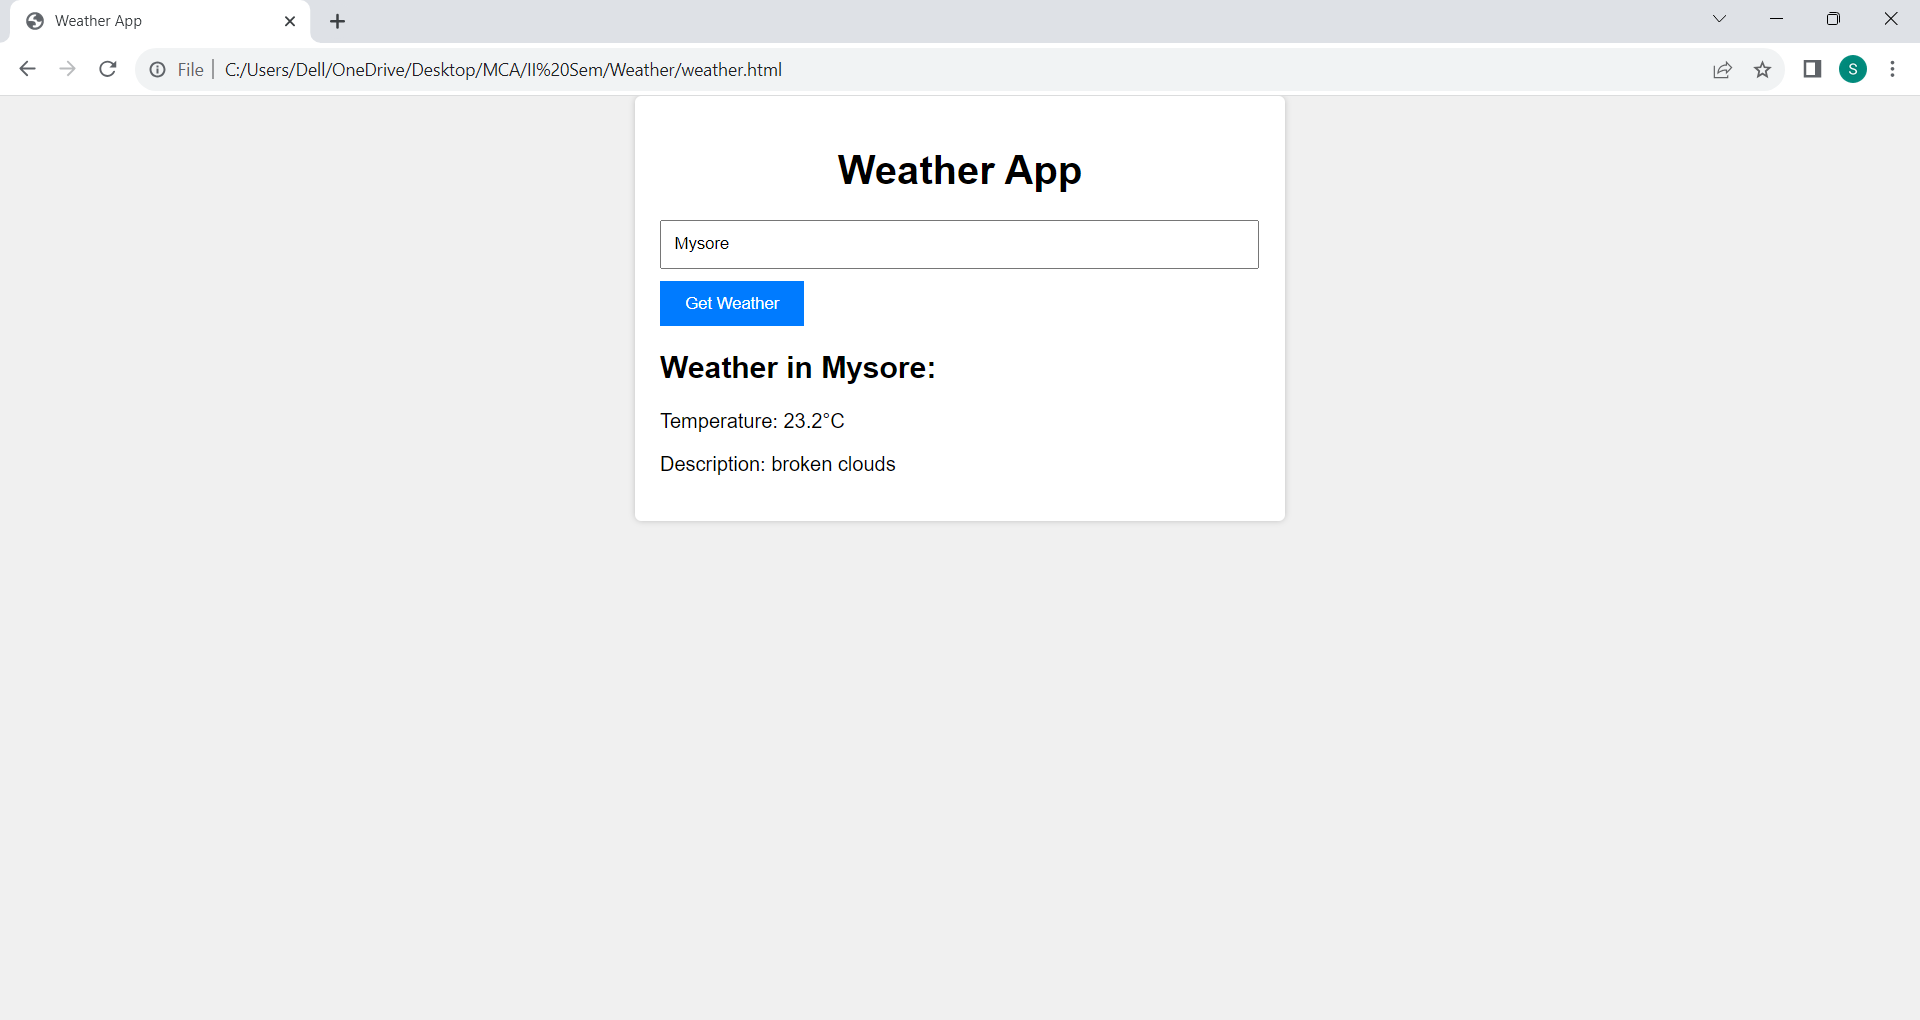 Weather App
File
C:/Users/Dell/OneDrive/Desktop/MCA/II%20Sem/Weather/weather.html
S
Weather App
Mysore
Get Weather
Weather in Mysore:
Temperature: 23.2°C
Description: broken clouds